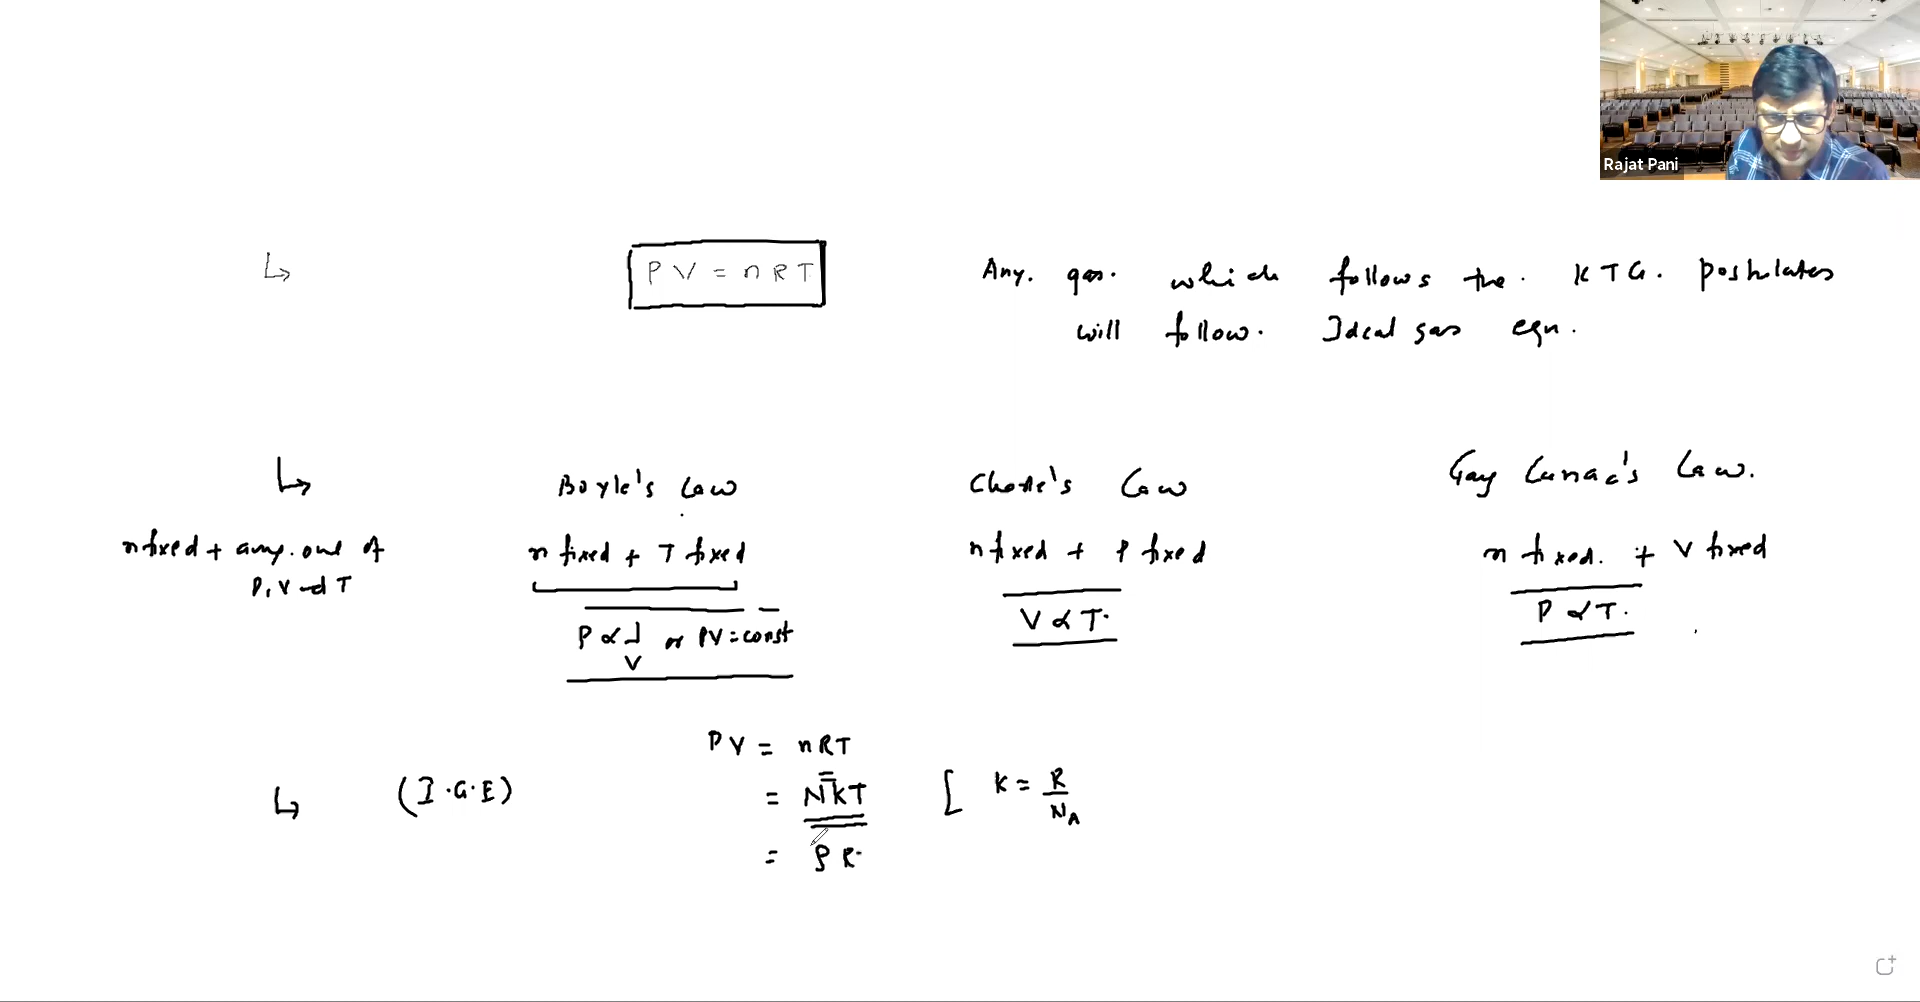 Rajat Pani
PV = nRT
Any. gas. which follows the. KTG. postulates
will follow. Ideal gas eqn.
Boyle's Law
Charle's Law
Gay Lussac's Law.
n fixed + any. one of
P, V and T
n fixed + T fixed
n fixed + P fixed
n fixed. + V fixed
P ∝ 1/V or PV = const
V ∝ T.
P ∝ T.
PV = nRT
(I.G.E)
= NkT [ K = R/N_A
= ρR